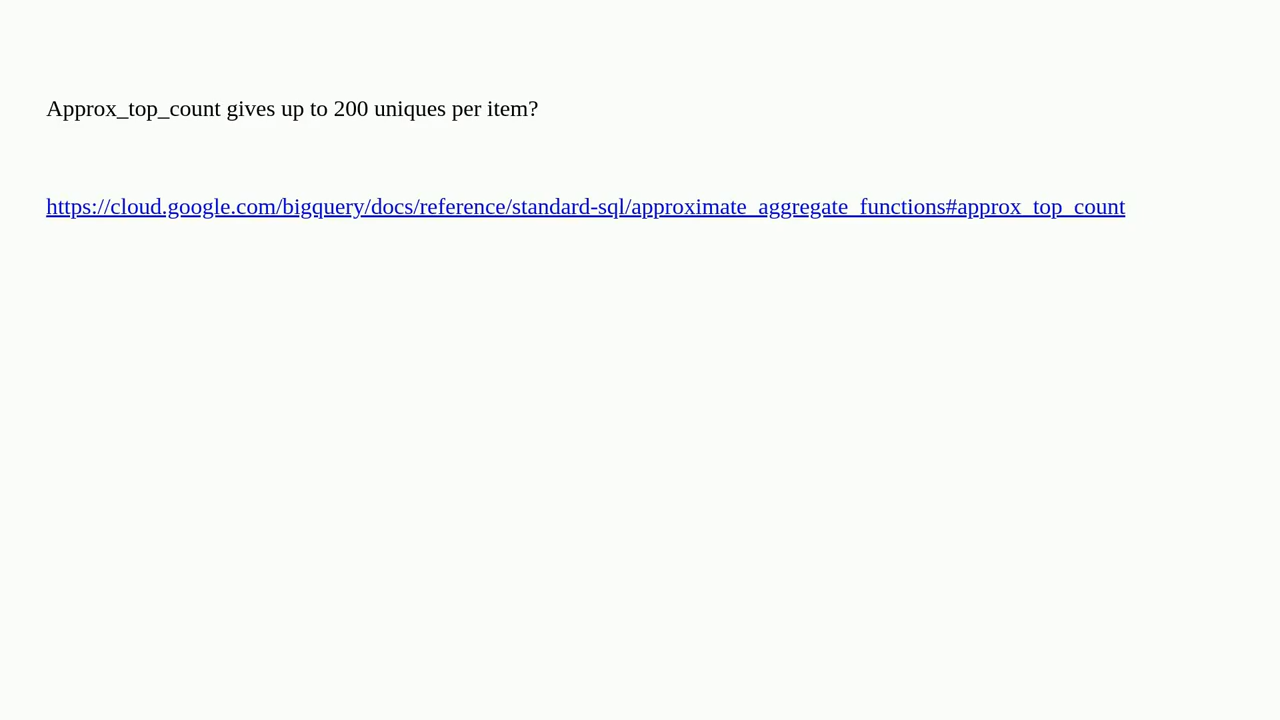 Approx_top_count gives up to 200 uniques per item?
https://cloud.google.com/bigquery/docs/reference/standard-sql/approximate_aggregate_functions#approx_top_count